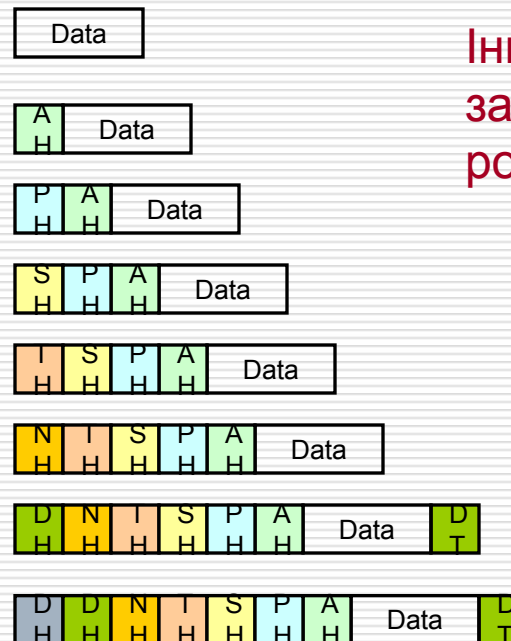 Data
A
H
Data
P A
H H
Data
S P A
H H H
Data
T S P A
H H H H
Data
N T S P A
H H H H H
Data
D N T S P A
H H H H H H
Data
D
T
D D N T S P A
H H H H H H H
Data
D
T